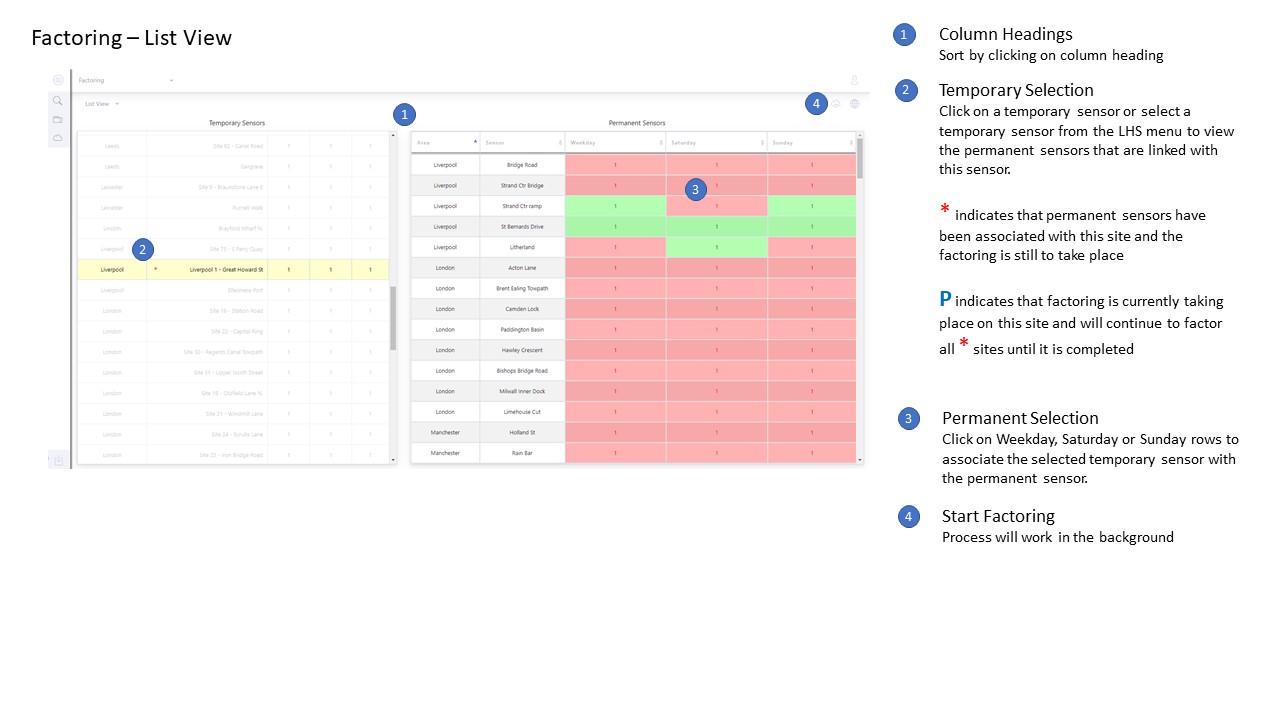 Factoring – List View
Factoring
List View
1
4
Temporary Sensors
Leeds Site 62 - Canal Road 1 1 1
Leeds Gargrave 1 1 1
Leicester Site 9 - Braunstone Lane E 1 1 1
Leicester Purnell Walk 1 1 1
Lincoln Brayford Wharf N 1 1 1
Liverpool Site 73 - S Ferry Quay 1 1 1
2
Liverpool * Liverpool 1 - Great Howard St 1 1 1
Liverpool Ellesmere Port 1 1 1
London Site 16 - Station Road 1 1 1
London Site 22 - Capital Ring 1 1 1
London Site 30 - Regents Canal Towpath 1 1 1
London Site 31 - Upper North Street 1 1 1
London Site 19 - Oldfield Lane N 1 1 1
London Site 21 - Windmill Lane 1 1 1
London Site 24 - Scrubs Lane 1 1 1
London Site 23 - Iron Bridge Road 1 1 1
Permanent Sensors
Area Sensor Weekday Saturday Sunday
Liverpool Bridge Road 1 1 1
Liverpool Strand Ctr Bridge 1 1 1
3
Liverpool Strand Ctr ramp 1 1 1
Liverpool St Bernards Drive 1 1 1
Liverpool Litherland 1 1 1
London Acton Lane 1 1 1
London Brent Ealing Towpath 1 1 1
London Camden Lock 1 1 1
London Paddington Basin 1 1 1
London Hawley Crescent 1 1 1
London Bishops Bridge Road 1 1 1
London Milwall Inner Dock 1 1 1
London Limehouse Cut 1 1 1
Manchester Holland St 1 1 1
Manchester Rain Bar 1 1 1
1 Column Headings
Sort by clicking on column heading
2 Temporary Selection
Click on a temporary sensor or select a
temporary sensor from the LHS menu to view
the permanent sensors that are linked with
this sensor.
* indicates that permanent sensors have
been associated with this site and the
factoring is still to take place
P indicates that factoring is currently taking
place on this site and will continue to factor
all * sites until it is completed
3 Permanent Selection
Click on Weekday, Saturday or Sunday rows to
associate the selected temporary sensor with
the permanent sensor.
4 Start Factoring
Process will work in the background